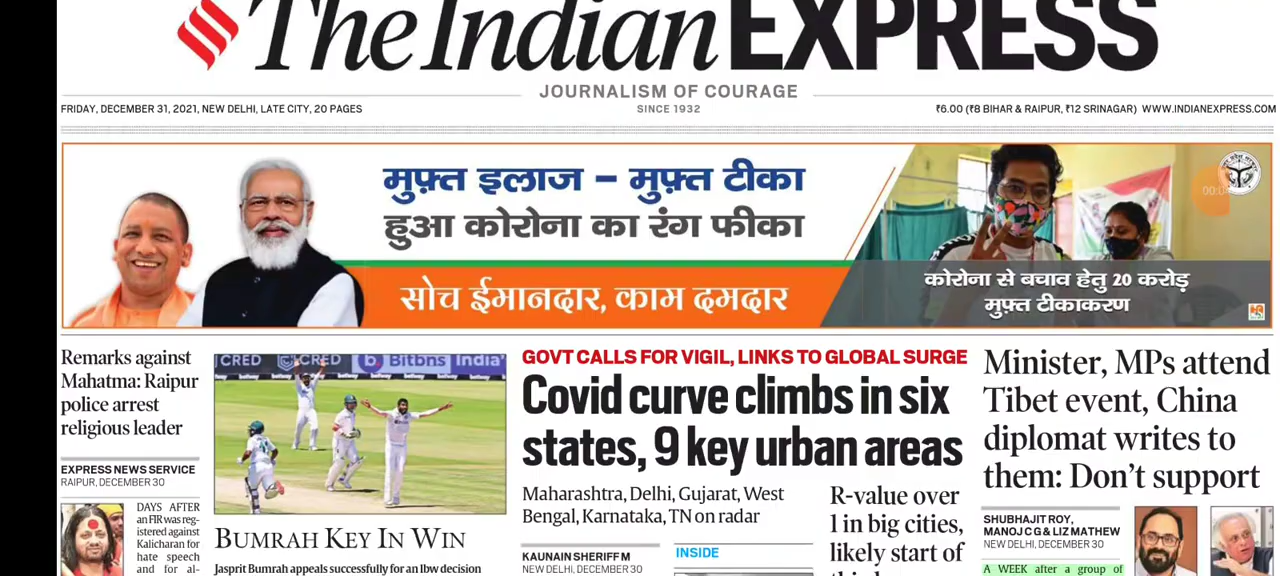 The Indian EXPRESS
JOURNALISM OF COURAGE
SINCE 1932
FRIDAY, DECEMBER 31, 2021, NEW DELHI, LATE CITY, 20 PAGES
₹6.00 (₹8 BIHAR & RAIPUR, ₹12 SRINAGAR) WWW.INDIANEXPRESS.COM
मुफ़्त इलाज – मुफ़्त टीका
हुआ कोरोना का रंग फीका
सोच ईमानदार, काम दमदार
कोरोना से बचाव हेतु 20 करोड़
मुफ़्त टीकाकरण
Remarks against
Mahatma: Raipur
police arrest
religious leader
EXPRESS NEWS SERVICE
RAIPUR, DECEMBER 30
DAYS AFTER
an FIR was reg-
istered against
Kalicharan for
hate speech
and for al-
CRED
CRED
Bitbns
India'
BUMRAH KEY IN WIN
Jasprit Bumrah appeals successfully for an lbw decision
GOVT CALLS FOR VIGIL, LINKS TO GLOBAL SURGE
Covid curve climbs in six
states, 9 key urban areas
Maharashtra, Delhi, Gujarat, West
Bengal, Karnataka, TN on radar
KAUNAIN SHERIFF M
NEW DELHI, DECEMBER 30
INSIDE
R-value over
1 in big cities,
likely start of
Minister, MPs attend
Tibet event, China
diplomat writes to
them: Don't support
SHUBHAJIT ROY,
MANOJ C G & LIZ MATHEW
NEW DELHI, DECEMBER 30
A WEEK after a group of